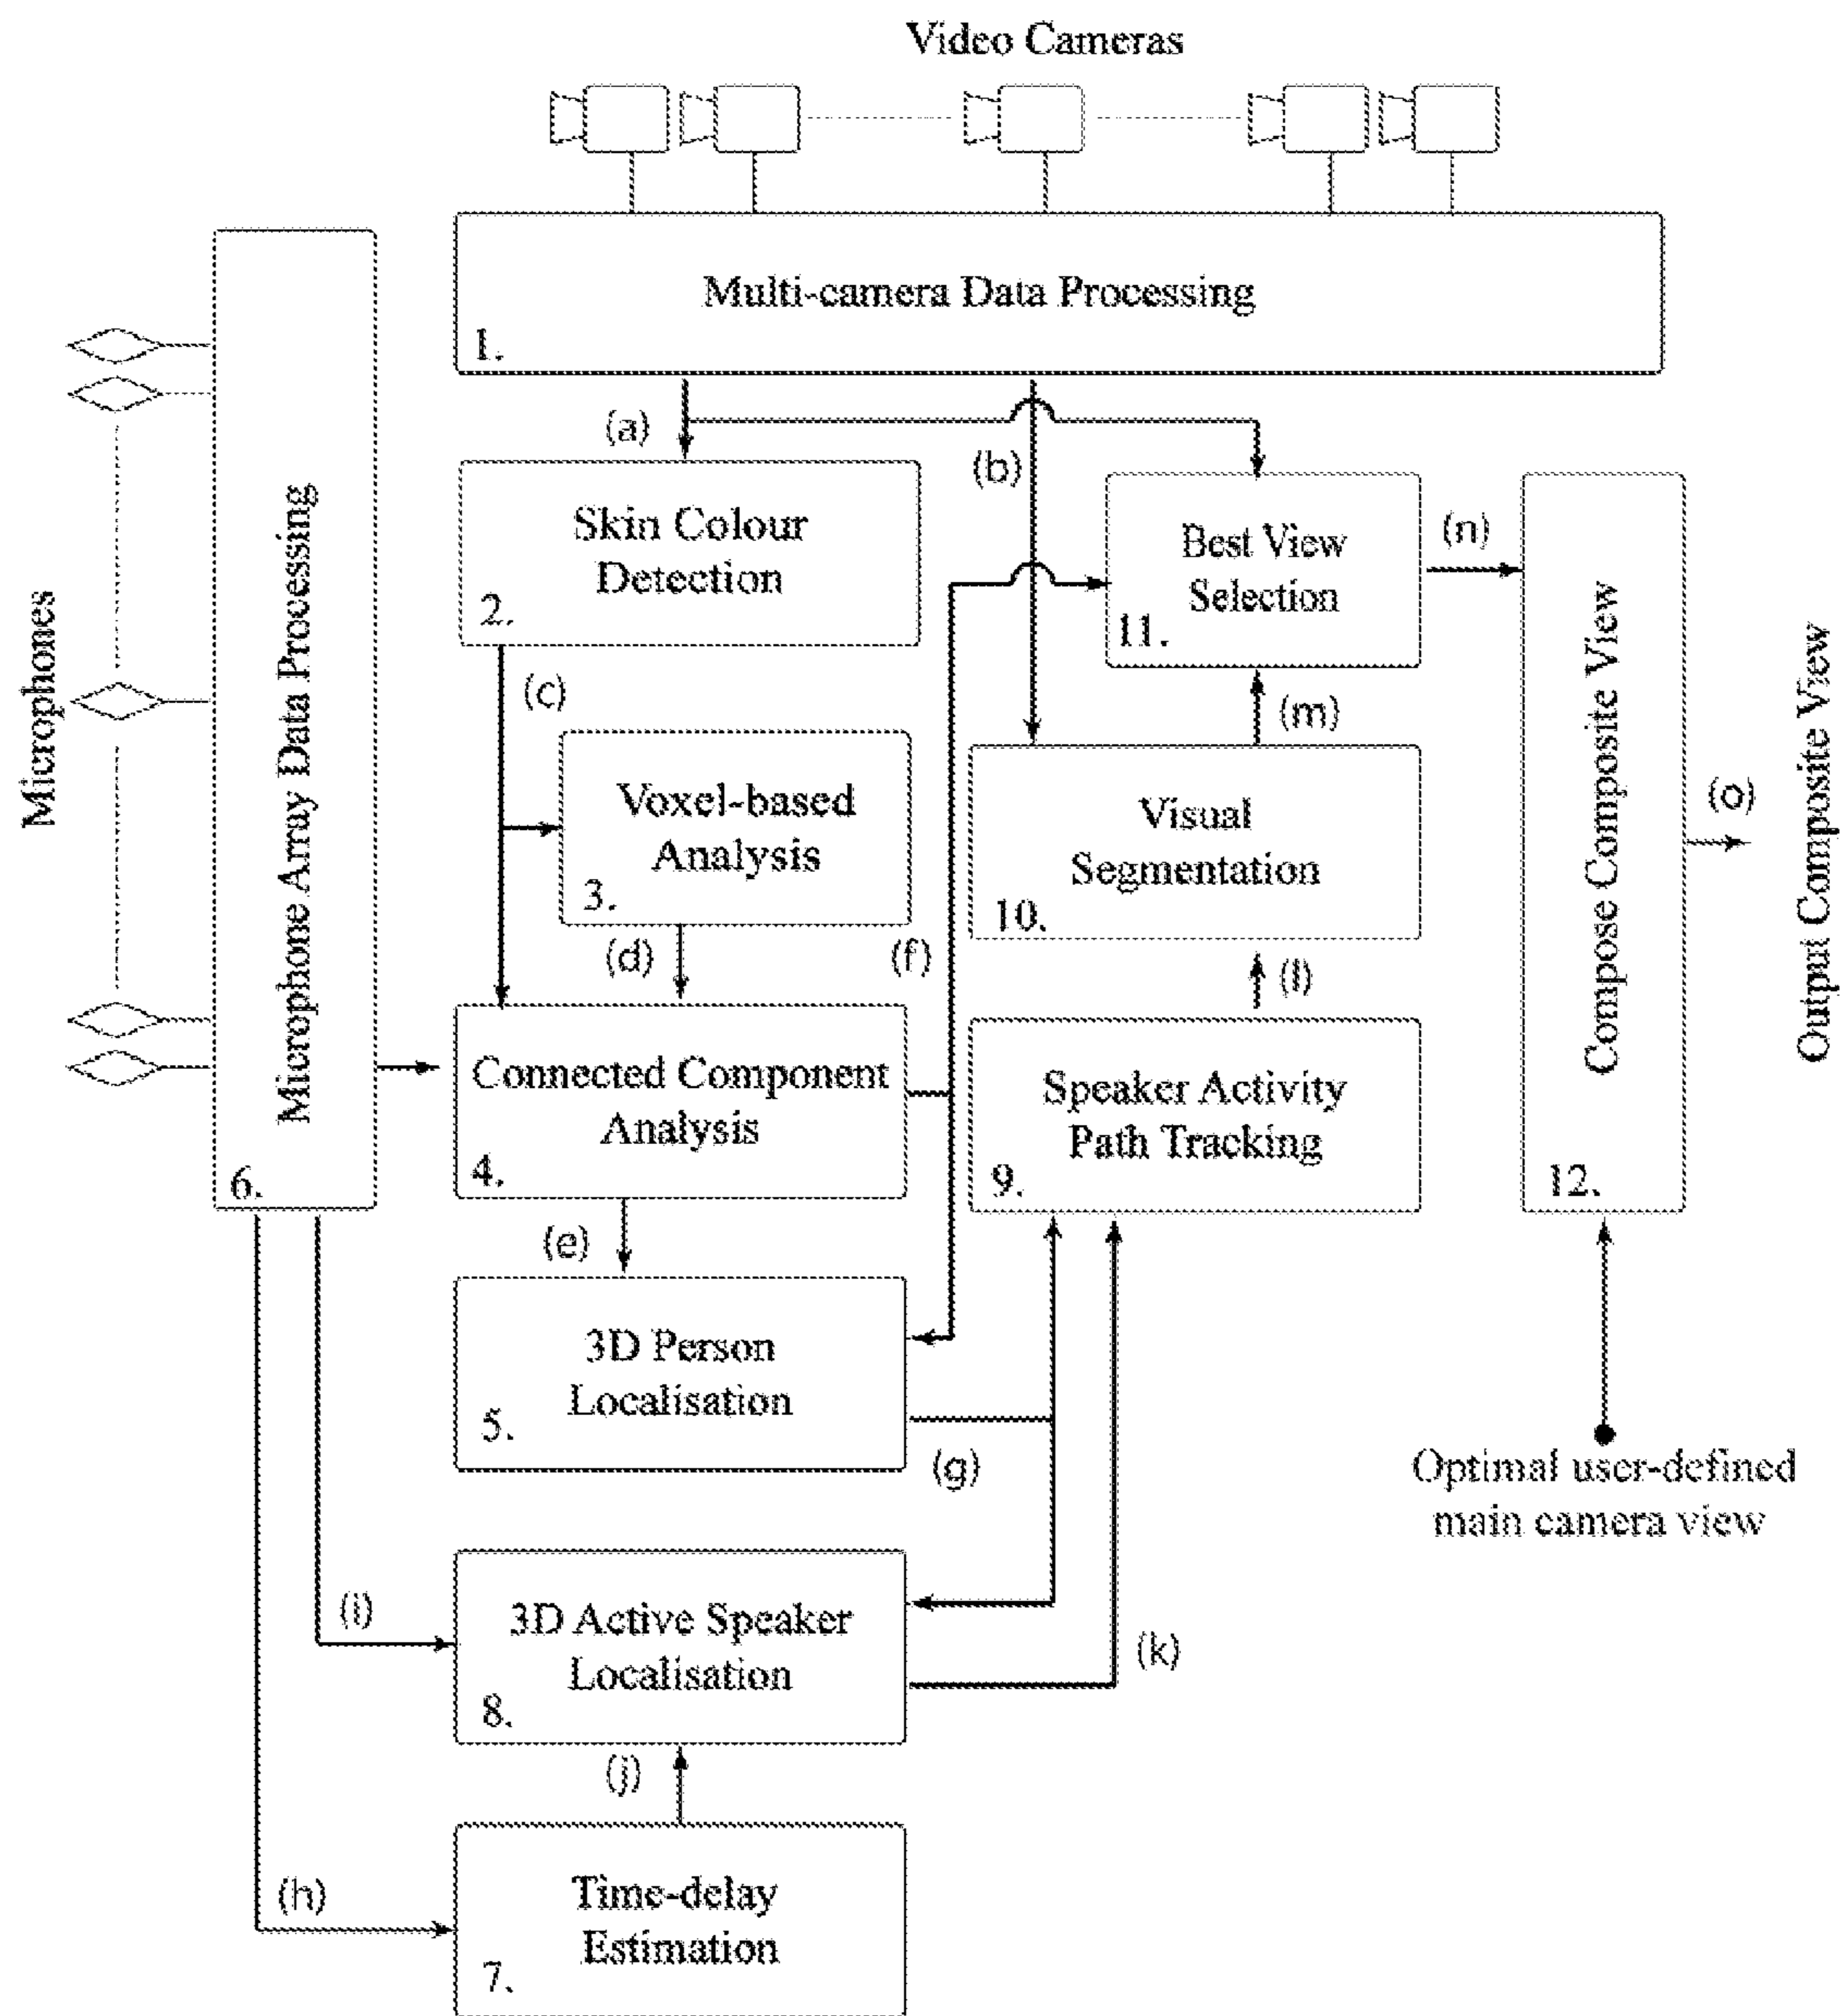 Video Cameras
Multi-camera Data Processing
1.
(a)
(b)
Skin Colour
Detection
2.
Best View
Selection
11.
(n)
Microphones
Microphone Array Data Processing
6.
(c)
(m)
Voxel-based
Analysis
3.
Visual
Segmentation
10.
Compose Composite View
12.
(o)
Output Composite View
(d)
(f)
(l)
Connected Component
Analysis
4.
Speaker Activity
Path Tracking
9.
(e)
3D Person
Localisation
5.
(g)
Optimal user-defined
main camera view
(i)
3D Active Speaker
Localisation
8.
(k)
(j)
(h)
Time-delay
Estimation
7.